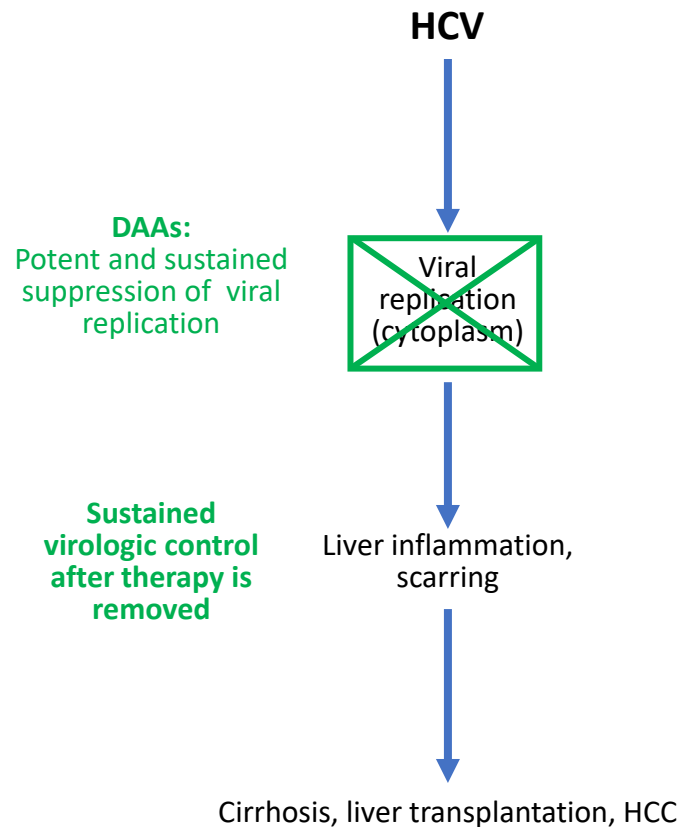 HCV
DAAs:
Potent and sustained
suppression of viral
replication
Viral
replication
(cytoplasm)
Sustained
virologic control
after therapy is
removed
Liver inflammation,
scarring
Cirrhosis, liver transplantation, HCC